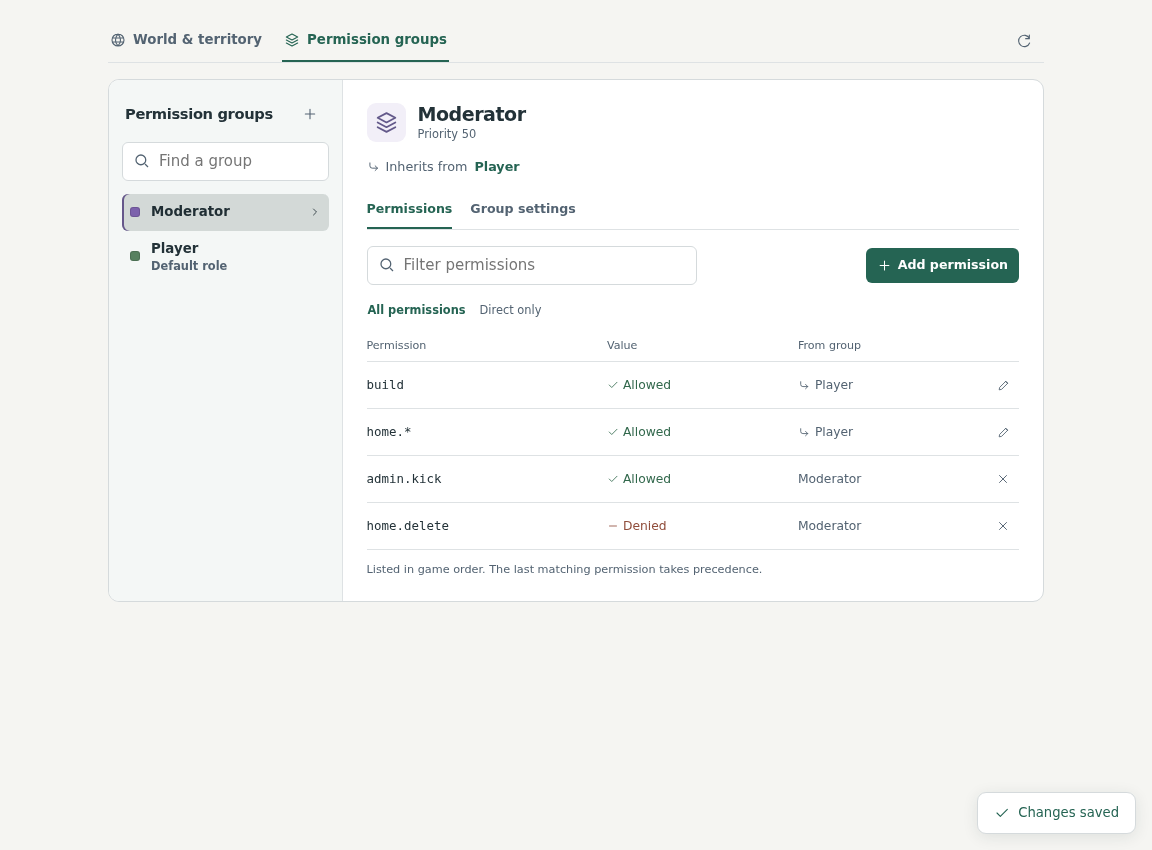 World & territory
Permission groups
Permission groups
Find a group
Moderator
Player
Default role
Moderator
Priority 50
Inherits from Player
Permissions
Group settings
Filter permissions
Add permission
All permissions
Direct only
Permission Value From group
build Allowed Player
home.* Allowed Player
admin.kick Allowed Moderator
home.delete Denied Moderator
Listed in game order. The last matching permission takes precedence.
Changes saved